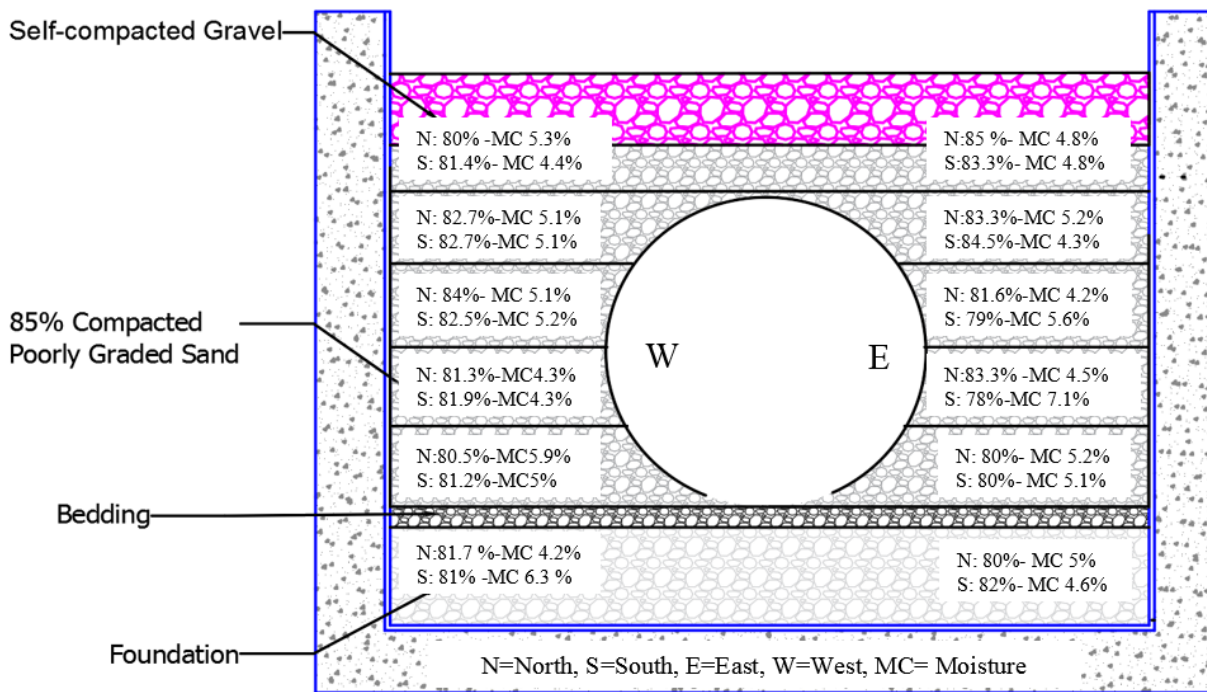 Self-compacted Gravel
N: 80% -MC 5.3%
S: 81.4%- MC 4.4%
N:85 %- MC 4.8%
S:83.3%- MC 4.8%
N: 82.7%-MC 5.1%
S: 82.7%-MC 5.1%
N:83.3%-MC 5.2%
S: 84.5%-MC 4.3%
N: 84%- MC 5.1%
S: 82.5%-MC 5.2%
N: 81.6%-MC 4.2%
S: 79%-MC 5.6%
85% Compacted
Poorly Graded Sand
W
E
N: 81.3%-MC4.3%
S: 81.9%-MC4.3%
N:83.3% -MC 4.5%
S: 78%-MC 7.1%
N:80.5%-MC5.9%
S: 81.2%-MC5%
N: 80%- MC 5.2%
S: 80%- MC 5.1%
Bedding
N:81.7 %-MC 4.2%
S: 81% -MC 6.3 %
N: 80%- MC 5%
S: 82%- MC 4.6%
Foundation
N=North, S=South, E=East, W=West, MC= Moisture